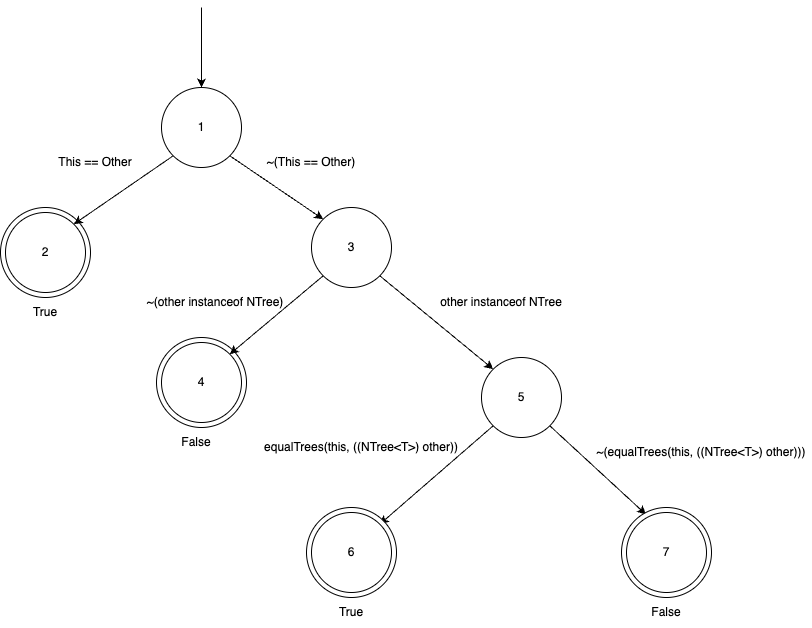 1
This == Other
~(This == Other)
2
3
True
~(other instanceof NTree)
other instanceof NTree
4
5
False
equalTrees(this, ((NTree<T>) other))
~(equalTrees(this, ((NTree<T>) other)))
6
7
True
False